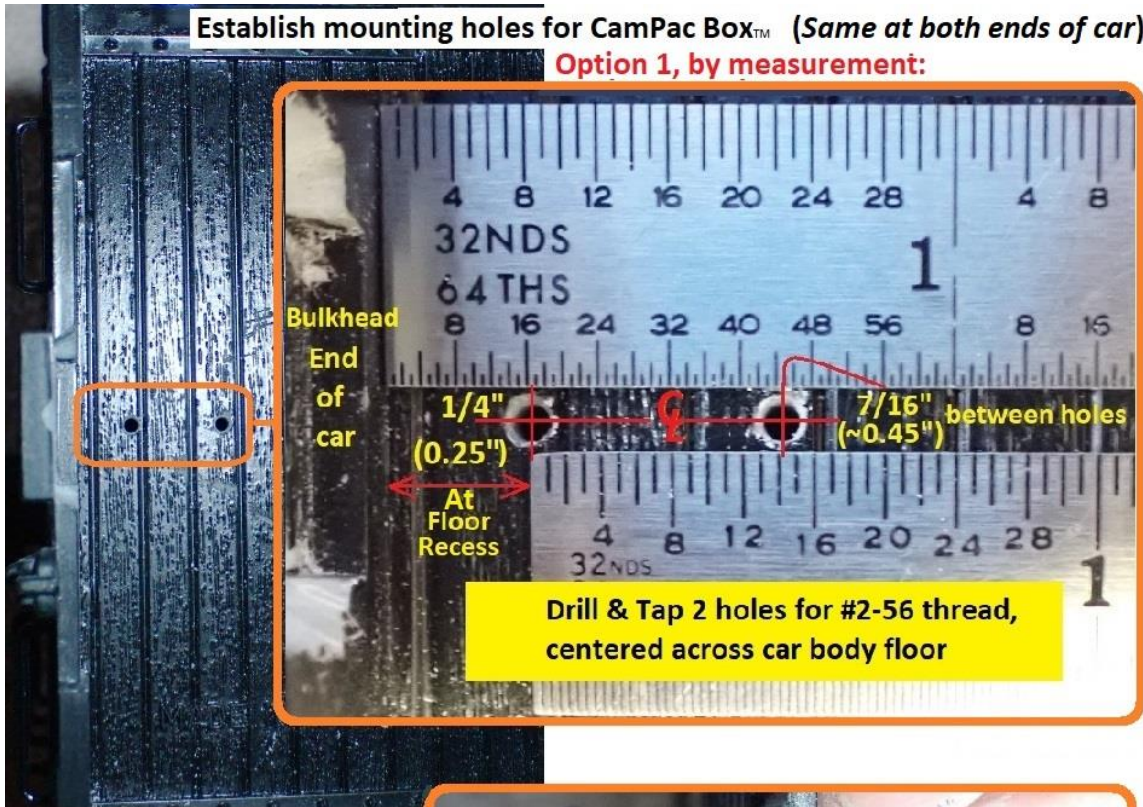 Establish mounting holes for CamPac Box™ (Same at both ends of car)
Option 1, by measurement:
4 8 12 16 20 24 28 4 8
32NDS
1
64THS
8 16 24 32 40 48 56 8 16
Bulkhead
End
of
car
1/4"
(0.25")
At
Floor
Recess
℄
7/16"
(~0.45")
between holes
4 8 12 16 20 24 28
32NDS
1
Drill & Tap 2 holes for #2-56 thread,
centered across car body floor